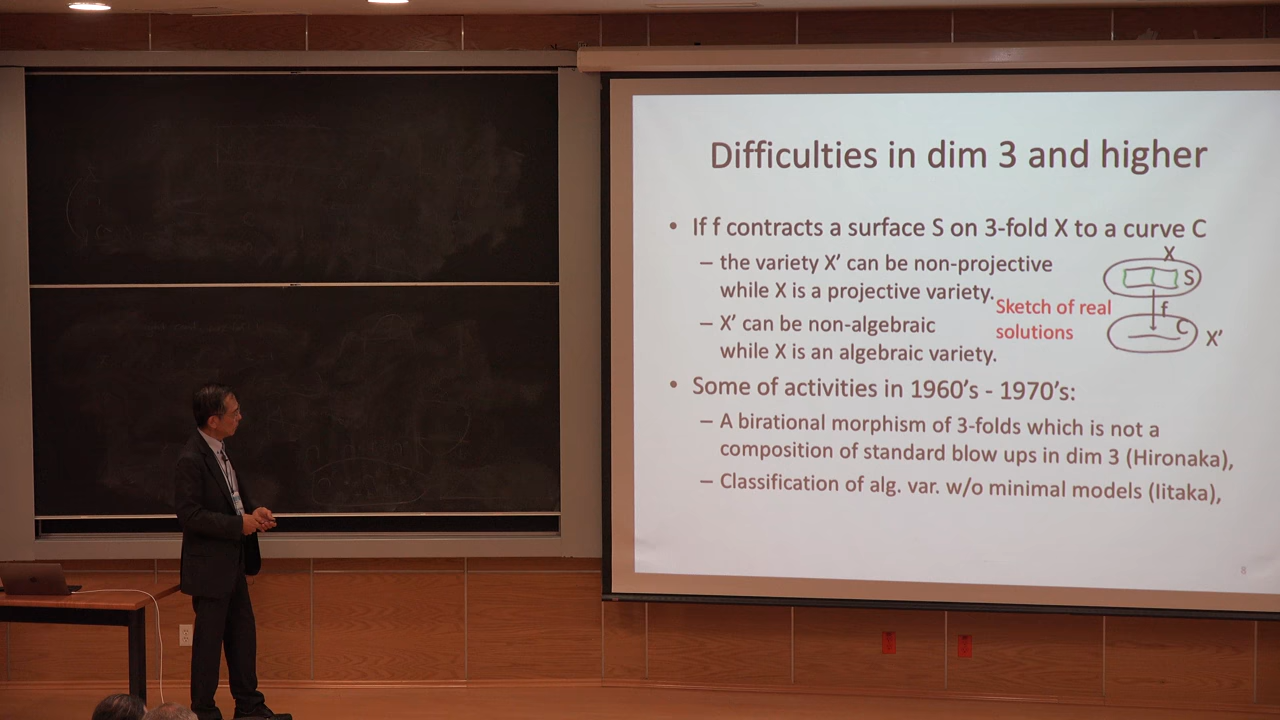 Difficulties in dim 3 and higher
• If f contracts a surface S on 3-fold X to a curve C
– the variety X’ can be non-projective
while X is a projective variety.
– X’ can be non-algebraic
while X is an algebraic variety.
Sketch of real
solutions
X
S
f
C
X’
• Some of activities in 1960’s - 1970’s:
– A birational morphism of 3-folds which is not a
composition of standard blow ups in dim 3 (Hironaka),
– Classification of alg. var. w/o minimal models (Iitaka),
8